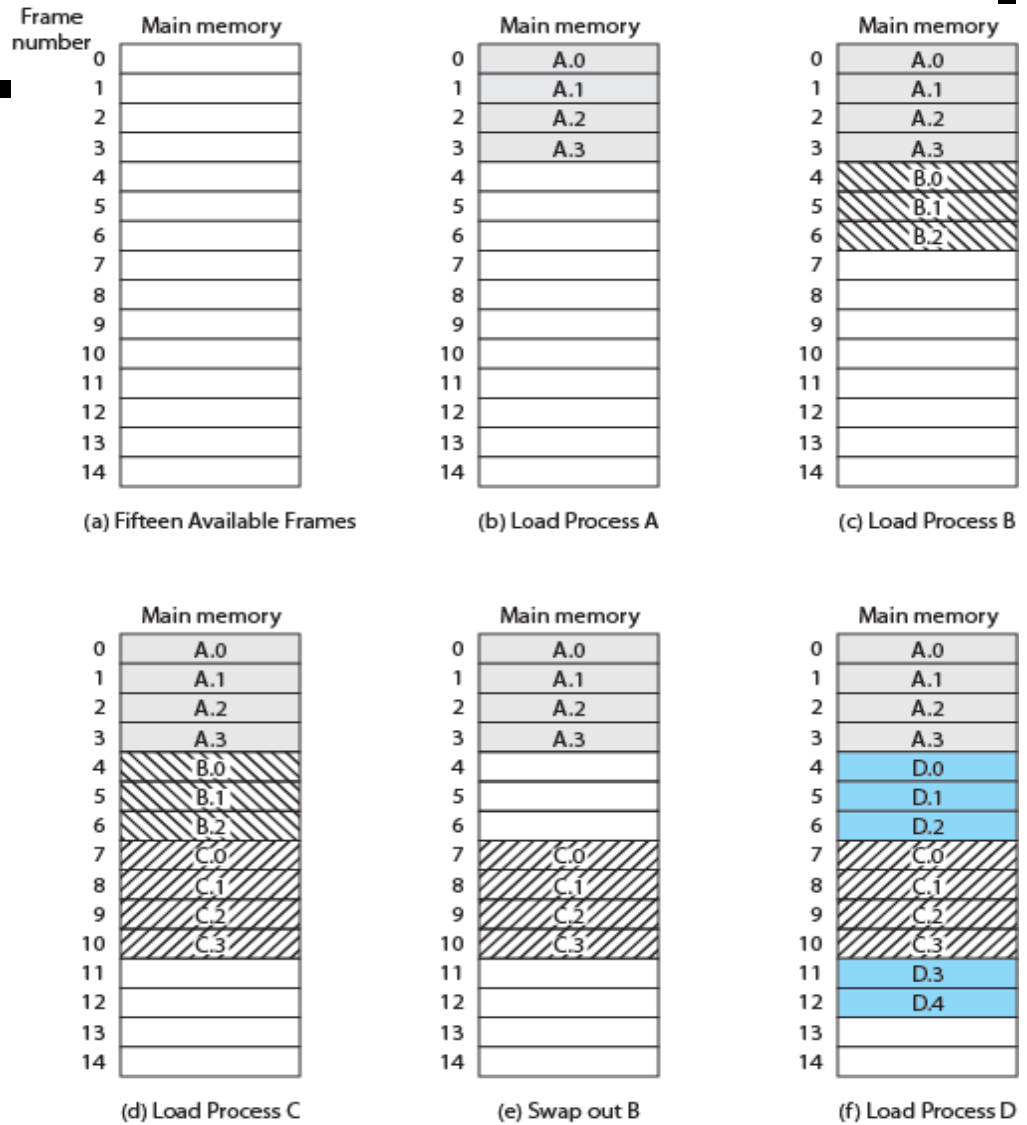 Frame
number
Main memory
0
1
2
3
4
5
6
7
8
9
10
11
12
13
14
(a) Fifteen Available Frames
Main memory
0 A.0
1 A.1
2 A.2
3 A.3
4
5
6
7
8
9
10
11
12
13
14
(b) Load Process A
Main memory
0 A.0
1 A.1
2 A.2
3 A.3
4 B.0
5 B.1
6 B.2
7
8
9
10
11
12
13
14
(c) Load Process B
Main memory
0 A.0
1 A.1
2 A.2
3 A.3
4 B.0
5 B.1
6 B.2
7 C.0
8 C.1
9 C.2
10 C.3
11
12
13
14
(d) Load Process C
Main memory
0 A.0
1 A.1
2 A.2
3 A.3
4
5
6
7 C.0
8 C.1
9 C.2
10 C.3
11
12
13
14
(e) Swap out B
Main memory
0 A.0
1 A.1
2 A.2
3 A.3
4 D.0
5 D.1
6 D.2
7 C.0
8 C.1
9 C.2
10 C.3
11 D.3
12 D.4
13
14
(f) Load Process D